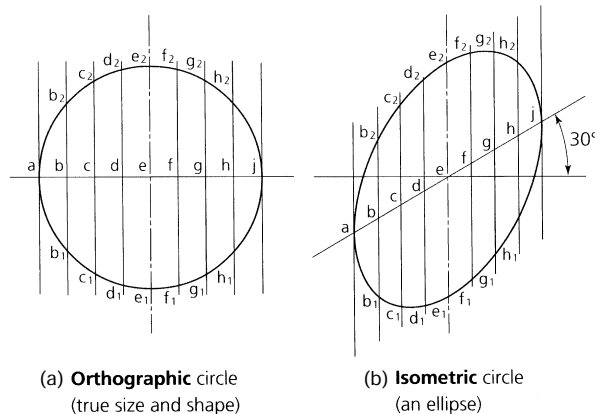 d₂ e₂ f₂
c₂ g₂
b₂ h₂
a b c d e f g h j
b₁ h₁
c₁ g₁
d₁ e₁ f₁
(a) Orthographic circle
(true size and shape)
e₂ f₂ g₂ h₂
d₂
c₂
b₂
a b c d e f g h j
30°
b₁ c₁ d₁ e₁ f₁ g₁ h₁
(b) Isometric circle
(an ellipse)